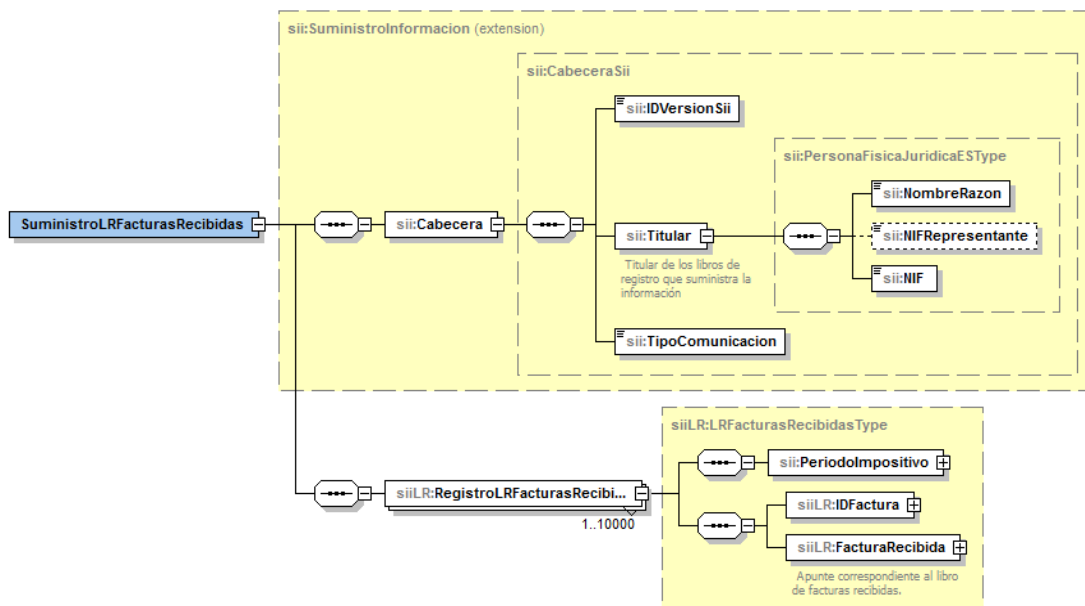 sii:SuministroInformacion (extension)
sii:CabeceraSii
sii:IDVersionSii
sii:PersonaFisicaJuridicaESType
sii:NombreRazon
SuministroLRFacturasRecibidas
sii:Cabecera
sii:Titular
sii:NIFRepresentante
Titular de los libros de
registro que suministra la
información
sii:NIF
sii:TipoComunicacion
siiLR:LRFacturasRecibidasType
sii:PeriodoImpositivo
siiLR:RegistroLRFacturasRecibi...
1..10000
siiLR:IDFactura
siiLR:FacturaRecibida
Apunte correspondiente al libro
de facturas recibidas.